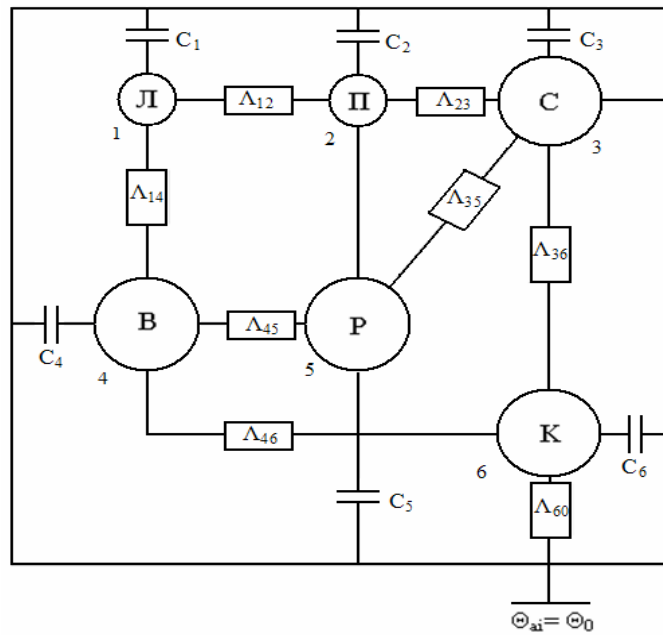 C₁ C₂ C₃
Л Λ₁₂ П Λ₂₃ С
1 2 3
Λ₁₄ Λ₃₅ Λ₃₆
В Λ₄₅ Р
C₄ 4 5
Λ₄₆ К
6 C₆
C₅ Λ₆₀
Θai = Θ₀